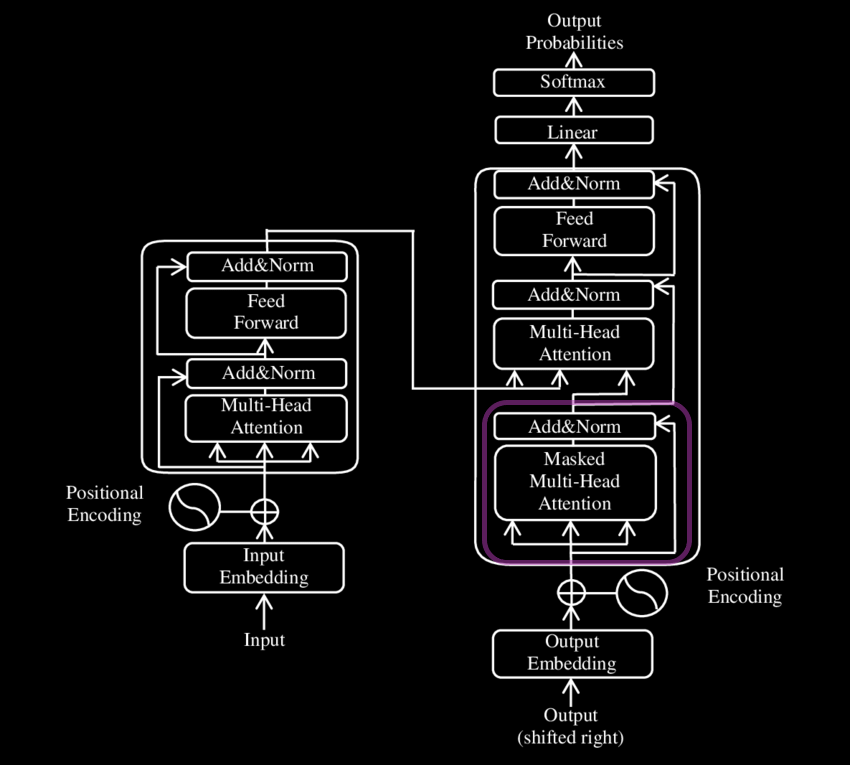 Output
Probabilities
Softmax
Linear
Add&Norm
Feed
Forward
Add&Norm
Multi-Head
Attention
Add&Norm
Masked
Multi-Head
Attention
Positional
Encoding
Output
Embedding
Output
(shifted right)
Add&Norm
Feed
Forward
Add&Norm
Multi-Head
Attention
Positional
Encoding
Input
Embedding
Input